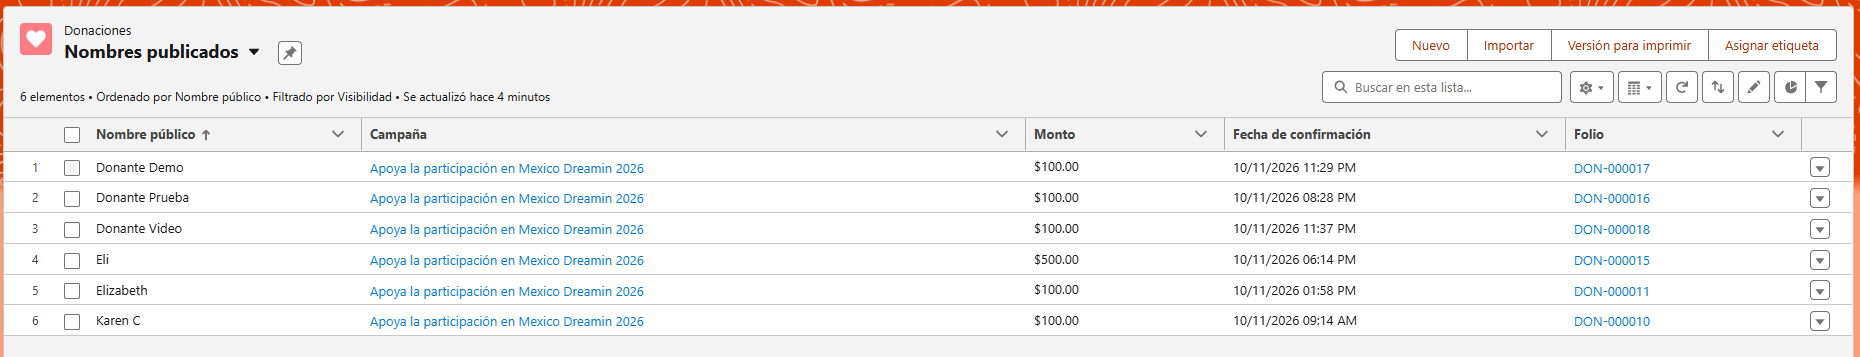 Donaciones
Nombres publicados
Nuevo Importar Versión para imprimir Asignar etiqueta
6 elementos • Ordenado por Nombre público • Filtrado por Visibilidad • Se actualizó hace 4 minutos
Buscar en esta lista...
Nombre público Campaña Monto Fecha de confirmación Folio
1 Donante Demo Apoya la participación en Mexico Dreamin 2026 $100.00 10/11/2026 11:29 PM DON-000017
2 Donante Prueba Apoya la participación en Mexico Dreamin 2026 $100.00 10/11/2026 08:28 PM DON-000016
3 Donante Video Apoya la participación en Mexico Dreamin 2026 $100.00 10/11/2026 11:37 PM DON-000018
4 Eli Apoya la participación en Mexico Dreamin 2026 $500.00 10/11/2026 06:14 PM DON-000015
5 Elizabeth Apoya la participación en Mexico Dreamin 2026 $100.00 10/11/2026 01:58 PM DON-000011
6 Karen C Apoya la participación en Mexico Dreamin 2026 $100.00 10/11/2026 09:14 AM DON-000010